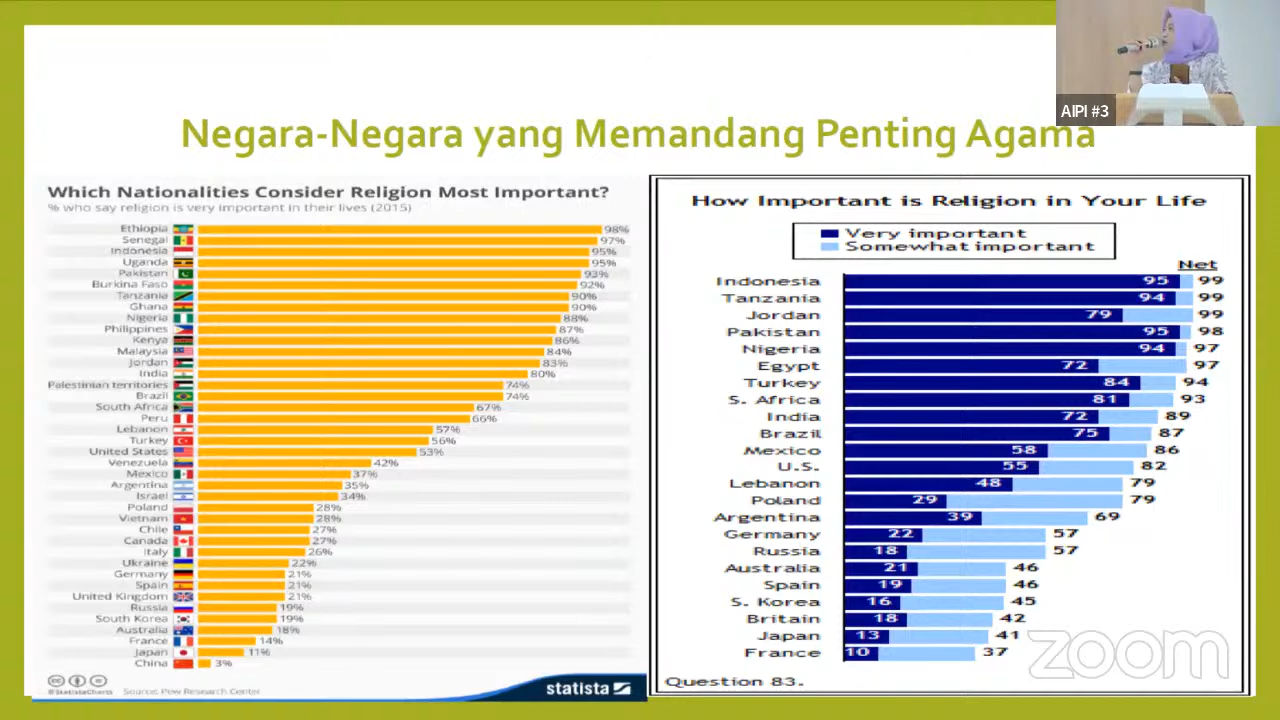 AIPI #3
Negara-Negara yang Memandang Penting Agama
Which Nationalities Consider Religion Most Important?
% who say religion is very important in their lives (2015)
Ethiopia 98%
Senegal 97%
Indonesia 95%
Uganda 95%
Pakistan 93%
Burkina Faso 92%
Tanzania 90%
Ghana 90%
Nigeria 88%
Philippines 87%
Kenya 86%
Malaysia 84%
Jordan 83%
India 80%
Palestinian territories 74%
Brazil 74%
South Africa 67%
Peru 66%
Lebanon 57%
Turkey 56%
United States 53%
Venezuela 42%
Mexico 37%
Argentina 35%
Israel 34%
Poland 28%
Vietnam 28%
Chile 27%
Canada 27%
Italy 26%
Ukraine 22%
Germany 21%
Spain 21%
United Kingdom 21%
Russia 19%
South Korea 19%
Australia 18%
France 14%
Japan 11%
China 3%
@StatistaCharts Source: Pew Research Center
statista
How Important is Religion in Your Life
Very important
Somewhat important
Net
Indonesia 95 99
Tanzania 94 99
Jordan 79 99
Pakistan 95 98
Nigeria 94 97
Egypt 72 97
Turkey 84 94
S. Africa 81 93
India 72 89
Brazil 75 87
Mexico 58 86
U.S. 55 82
Lebanon 48 79
Poland 29 79
Argentina 39 69
Germany 22 57
Russia 18 57
Australia 21 46
Spain 19 46
S. Korea 16 45
Britain 18 42
Japan 13 41
France 10 37
Question 83.
zoom